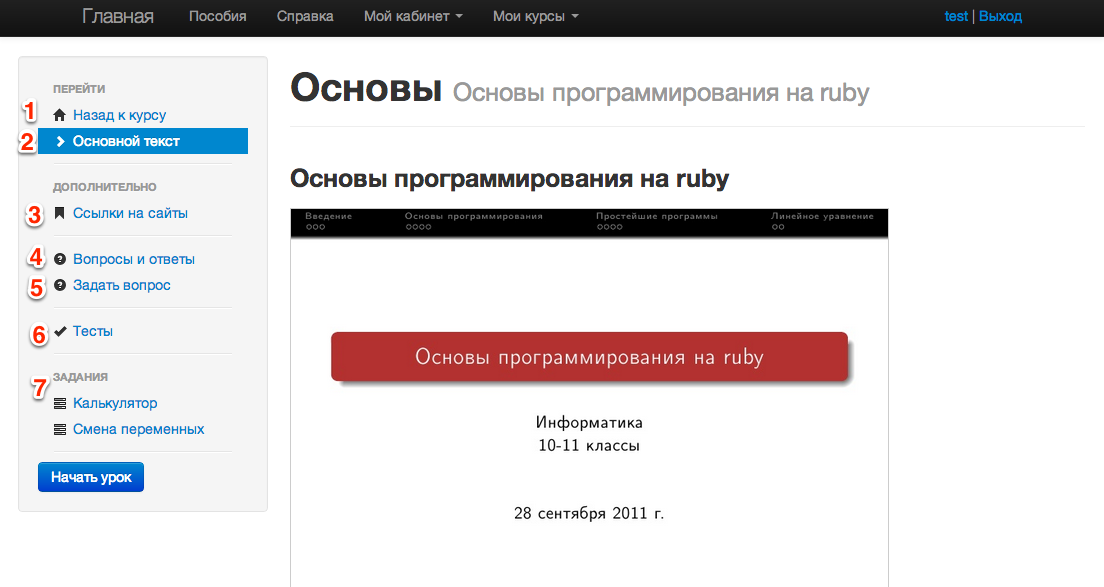 Главная Пособия Справка Мой кабинет Мои курсы test | Выход
ПЕРЕЙТИ
1 Назад к курсу
2 Основной текст
ДОПОЛНИТЕЛЬНО
3 Ссылки на сайты
4 Вопросы и ответы
5 Задать вопрос
6 Тесты
7 ЗАДАНИЯ
Калькулятор
Смена переменных
Начать урок
Основы Основы программирования на ruby
Основы программирования на ruby
Введение Основы программирования Простейшие программы Линейное уравнение
Основы программирования на ruby
Информатика
10-11 классы
28 сентября 2011 г.